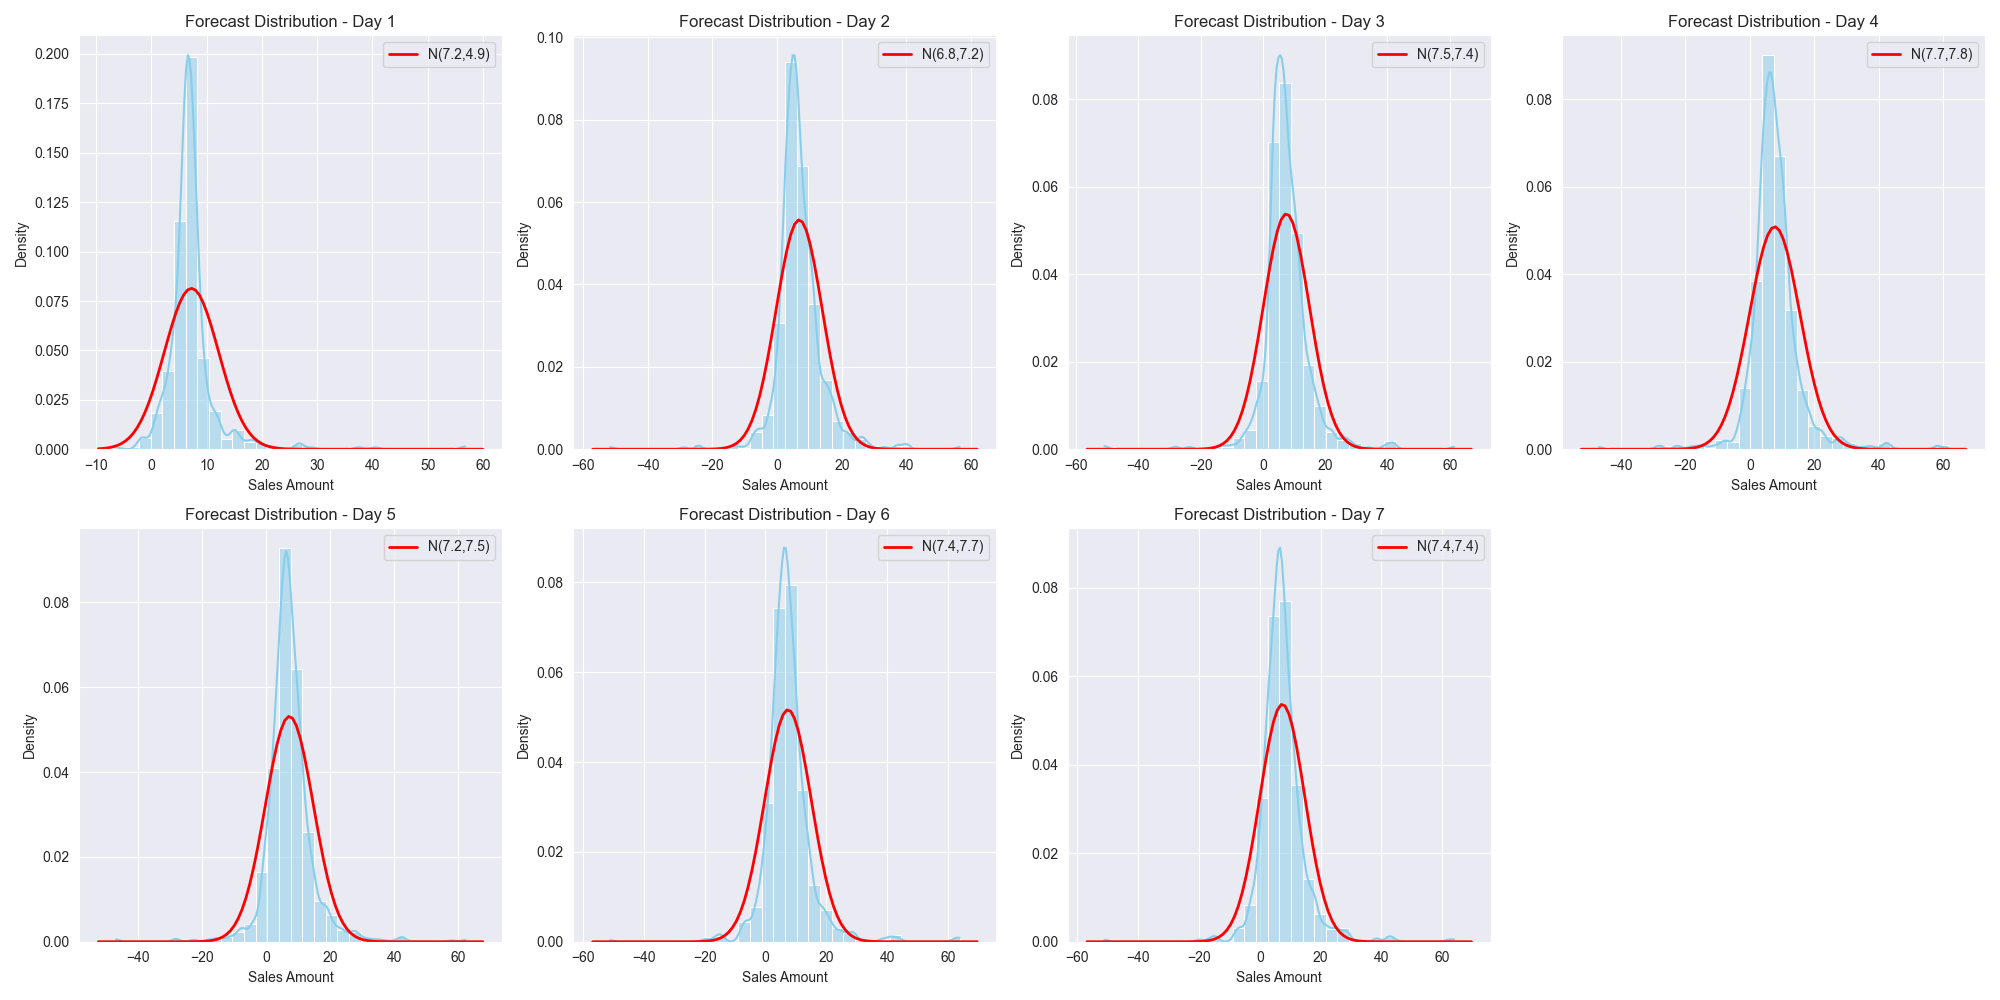 Forecast Distribution - Day 1
N(7.2,4.9)
0.200
0.175
0.150
0.125
0.100
0.075
0.050
0.025
0.000
Density
−10 0 10 20 30 40 50 60
Sales Amount
Forecast Distribution - Day 2
N(6.8,7.2)
0.10
0.08
0.06
0.04
0.02
0.00
Density
−60 −40 −20 0 20 40 60
Sales Amount
Forecast Distribution - Day 3
N(7.5,7.4)
0.08
0.06
0.04
0.02
0.00
Density
−60 −40 −20 0 20 40 60
Sales Amount
Forecast Distribution - Day 4
N(7.7,7.8)
0.08
0.06
0.04
0.02
0.00
Density
−40 −20 0 20 40 60
Sales Amount
Forecast Distribution - Day 5
N(7.2,7.5)
0.08
0.06
0.04
0.02
0.00
Density
−40 −20 0 20 40 60
Sales Amount
Forecast Distribution - Day 6
N(7.4,7.7)
0.08
0.06
0.04
0.02
0.00
Density
−60 −40 −20 0 20 40 60
Sales Amount
Forecast Distribution - Day 7
N(7.4,7.4)
0.08
0.06
0.04
0.02
0.00
Density
−60 −40 −20 0 20 40 60
Sales Amount